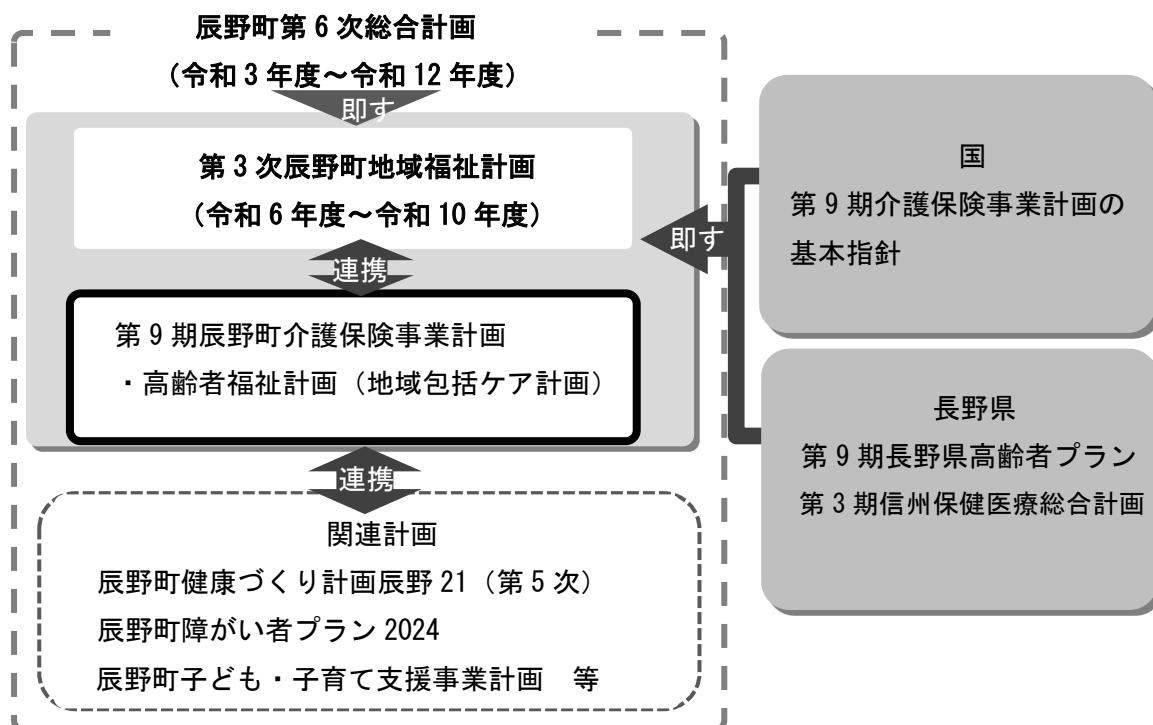 辰野町第6次総合計画
（令和3年度～令和12年度）
即す
第3次辰野町地域福祉計画
（令和6年度～令和10年度）
連携
第9期辰野町介護保険事業計画
・高齢者福祉計画（地域包括ケア計画）
連携
関連計画
辰野町健康づくり計画辰野21（第5次）
辰野町障がい者プラン2024
辰野町子ども・子育て支援事業計画　等
即す
国
第9期介護保険事業計画の
基本指針
長野県
第9期長野県高齢者プラン
第3期信州保健医療総合計画